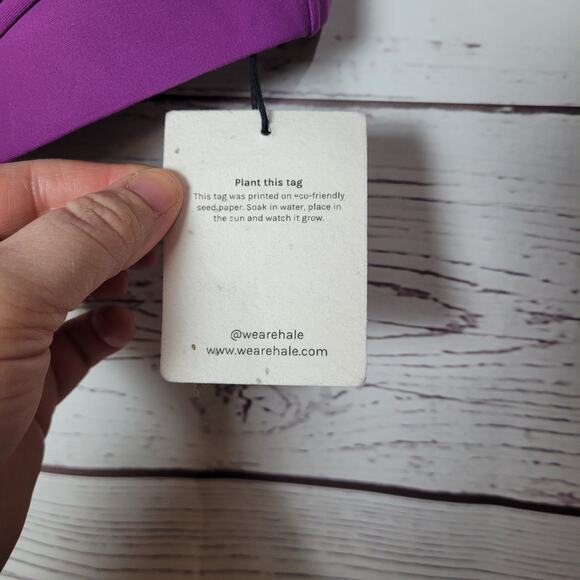 Plant this tag
This tag was printed on eco-friendly
seed paper. Soak in water, place in
the sun and watch it grow.
@wearehale
www.wearehale.com